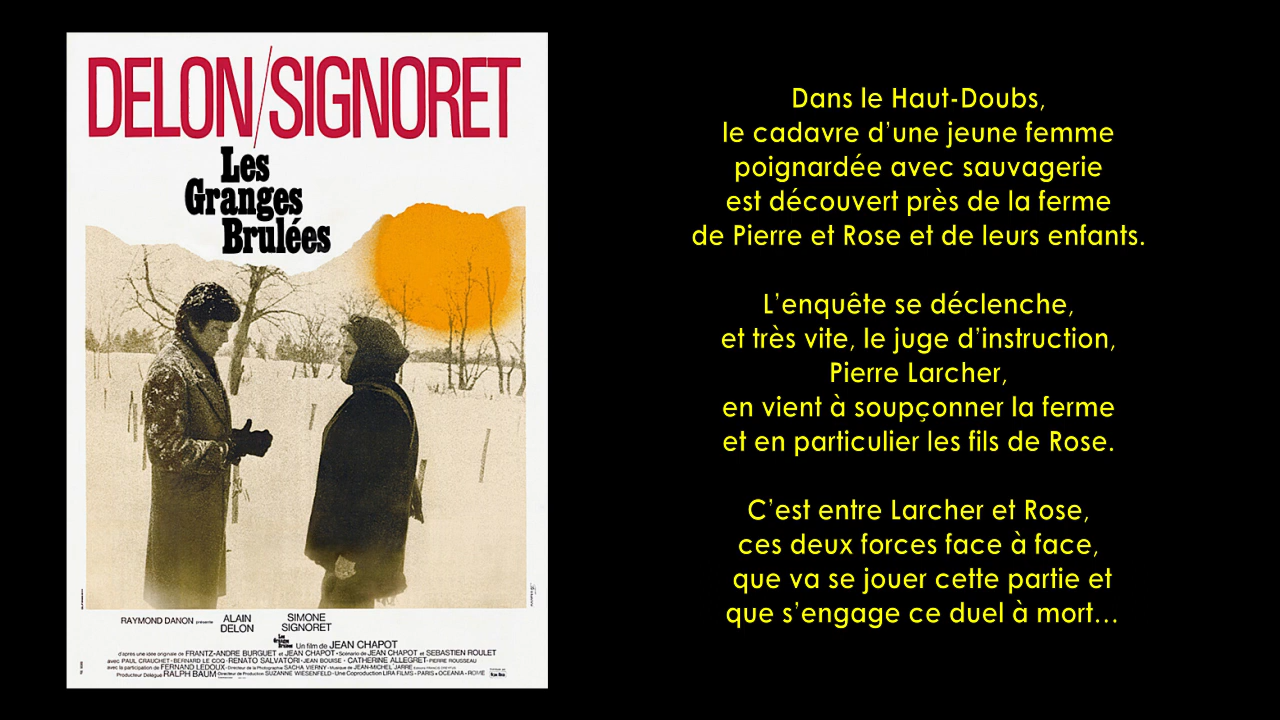 DELON/SIGNORET
Les
Granges
Brulées
RAYMOND DANON présente
ALAIN
DELON
SIMONE
SIGNORET
Les Granges Brulées
Un film de JEAN CHAPOT
d'après une idée originale de FRANTZ-ANDRE BURGUET et JEAN CHAPOT • Scénario de JEAN CHAPOT et SEBASTIEN ROULET
avec PAUL CRAUCHET • BERNARD LE COQ • RENATO SALVATORI • JEAN BOUISE • CATHERINE ALLEGRET • PIERRE ROUSSEAU
avec la participation de FERNAND LEDOUX • Directeur de la Photographie SACHA VIERNY • Musique de JEAN-MICHEL JARRE
Producteur Délégué RALPH BAUM • Directeur de Production SUZANNE WIESENFELD • Une Coproduction LIRA FILMS - PARIS • OCEANIA - ROME
Dans le Haut-Doubs,
le cadavre d'une jeune femme
poignardée avec sauvagerie
est découvert près de la ferme
de Pierre et Rose et de leurs enfants.
L'enquête se déclenche,
et très vite, le juge d'instruction,
Pierre Larcher,
en vient à soupçonner la ferme
et en particulier les fils de Rose.
C'est entre Larcher et Rose,
ces deux forces face à face,
que va se jouer cette partie et
que s'engage ce duel à mort...